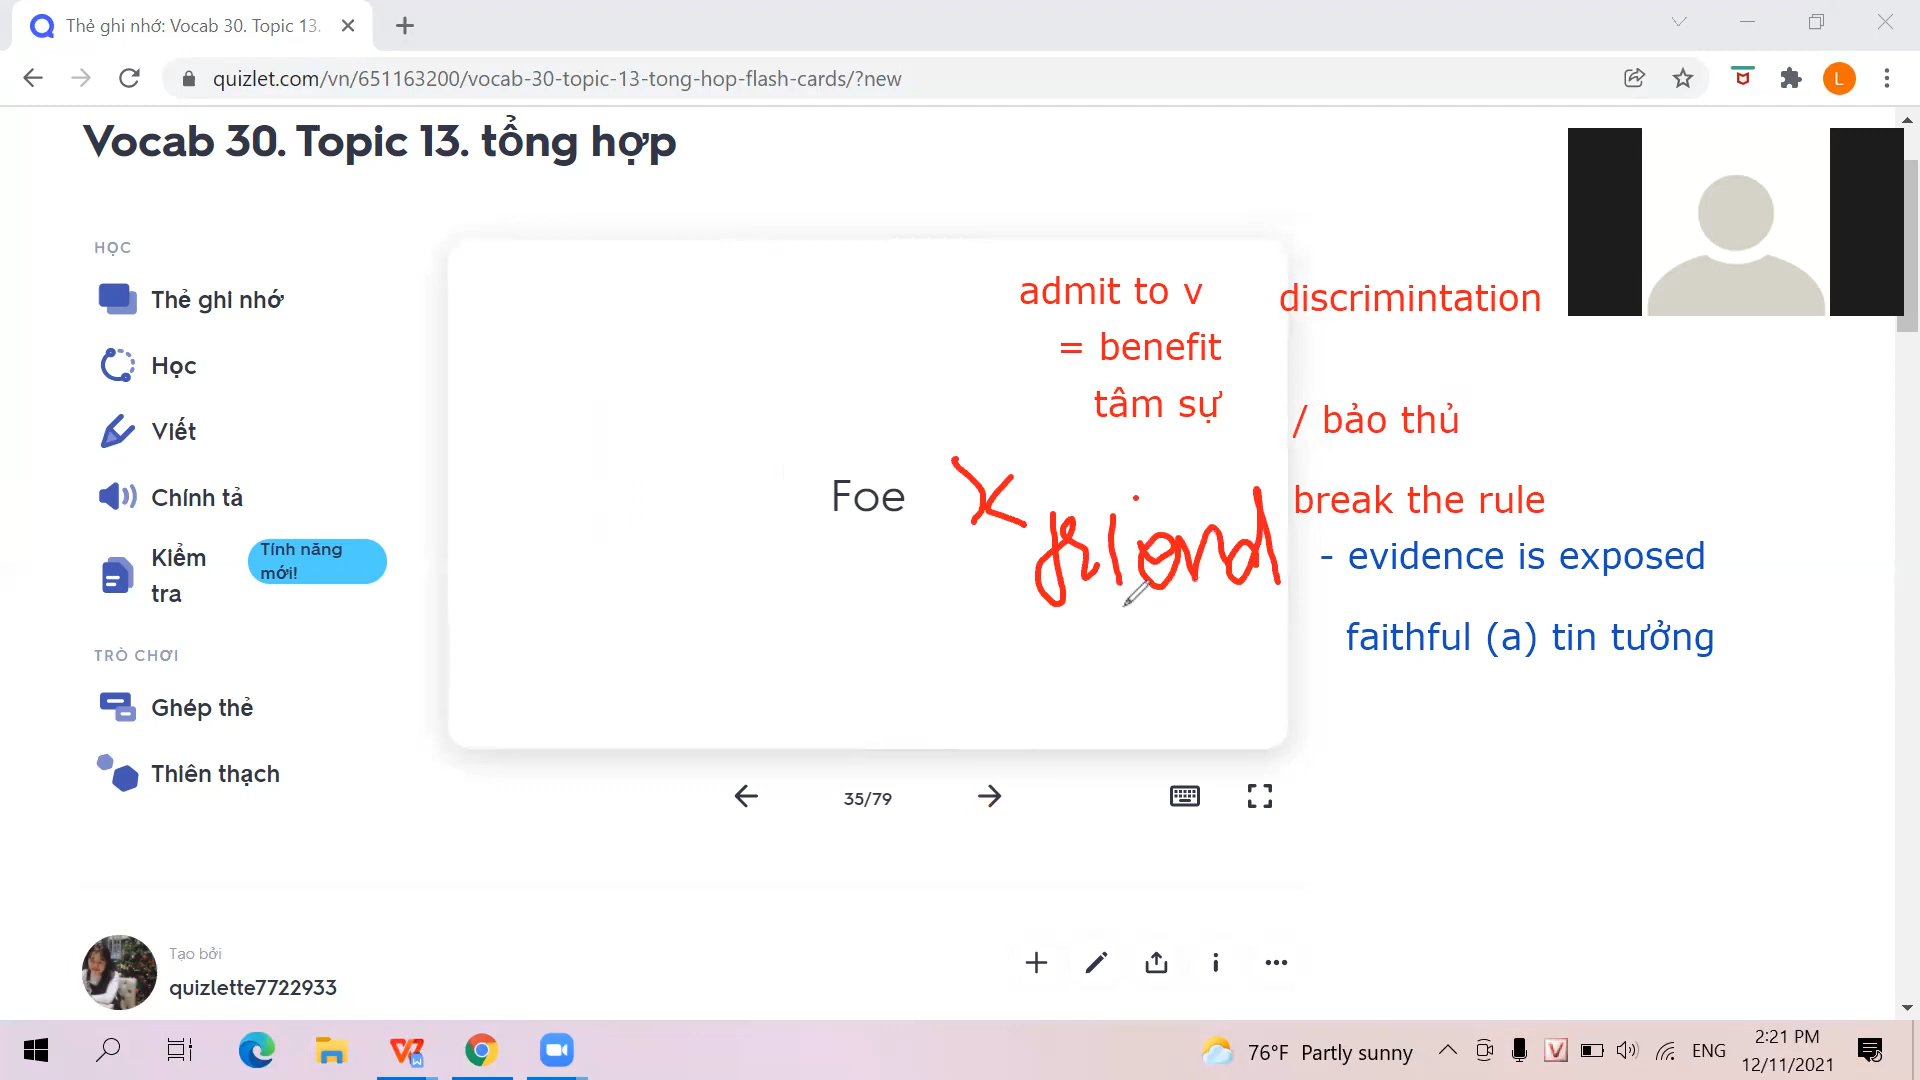 Thẻ ghi nhớ: Vocab 30. Topic 13.
quizlet.com/vn/651163200/vocab-30-topic-13-tong-hop-flash-cards/?new
L
Vocab 30. Topic 13. tổng hợp
HỌC
Thẻ ghi nhớ
Học
Viết
Chính tả
Kiểm tra
Tính năng mới!
TRÒ CHƠI
Ghép thẻ
Thiên thạch
admit to v
= benefit
tâm sự
discrimintation
/ bảo thủ
Foe
X
friend
break the rule
- evidence is exposed
faithful (a) tin tưởng
35/79
Tạo bởi
quizlette7722933
76°F Partly sunny
ENG
2:21 PM
12/11/2021